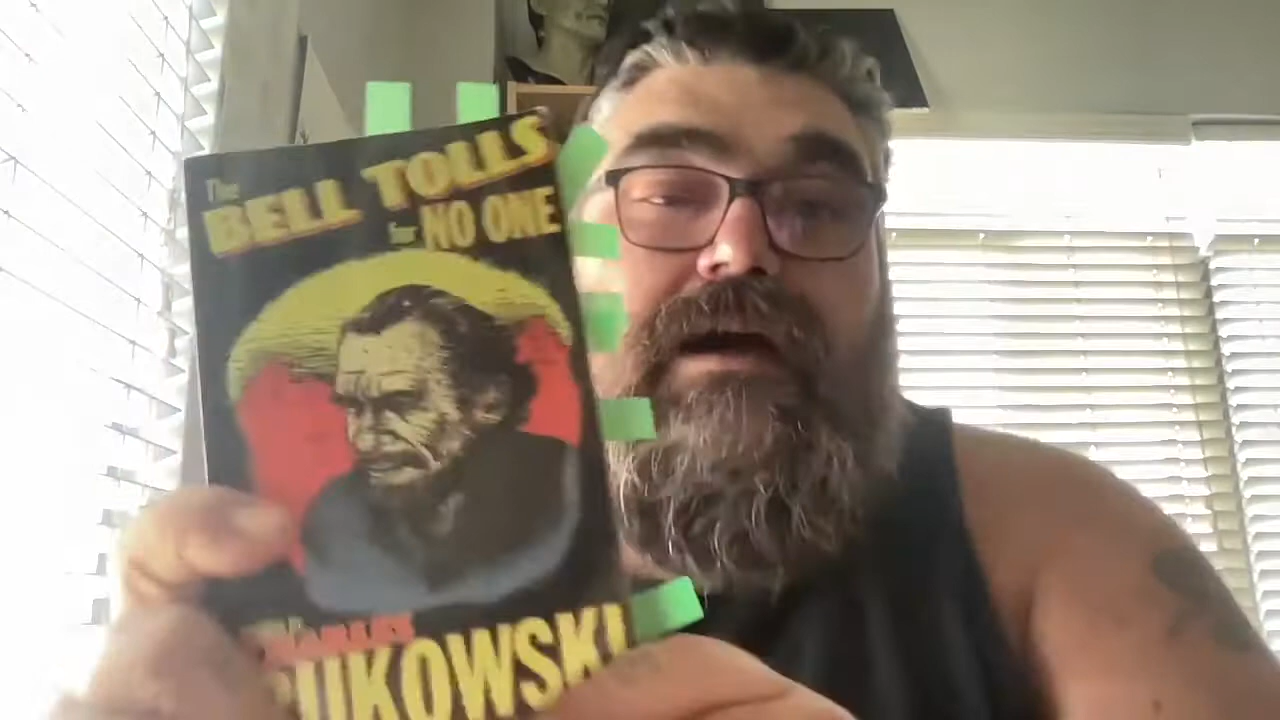 The
BELL TOLLS
for NO ONE
CHARLES
BUKOWSKI